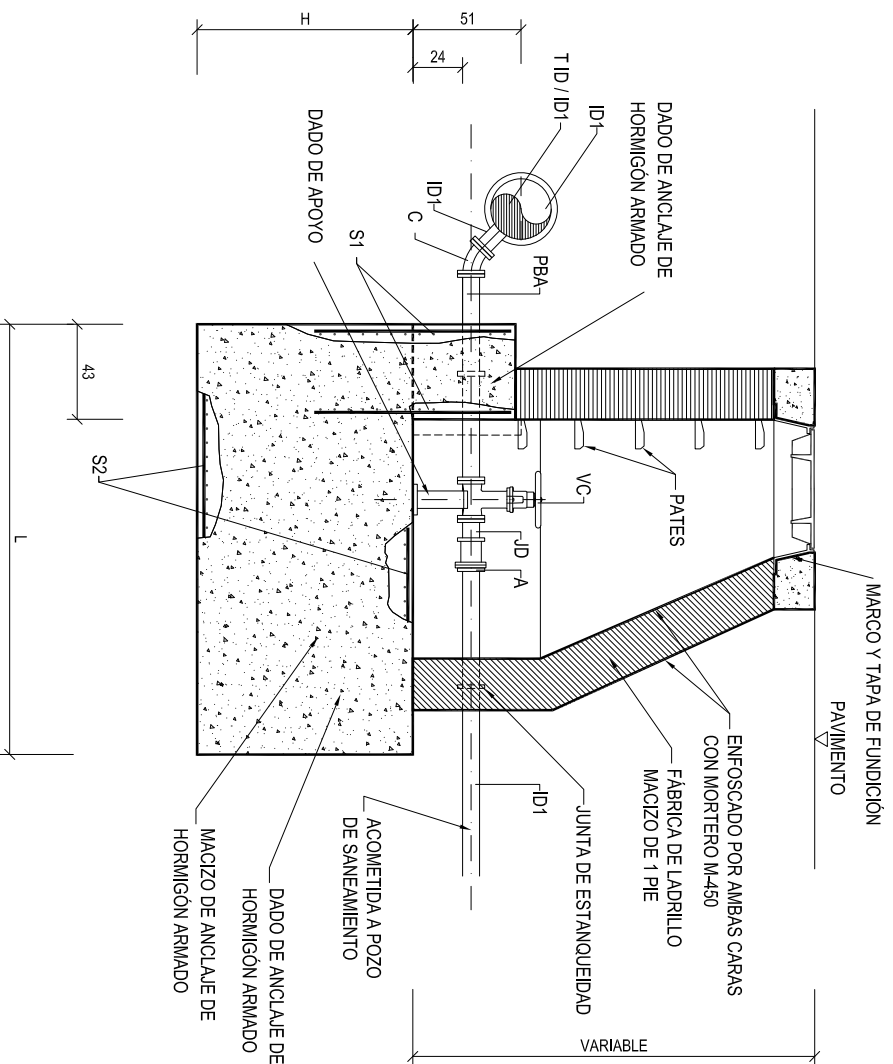 H
51
24
T ID / ID1
ID1
DADO DE ANCLAJE DE
HORMIGÓN ARMADO
DADO DE APOYO
ID1
C
S1
PBA
43
S2
L
VC
PATES
JD
A
MARCO Y TAPA DE FUNDICIÓN
PAVIMENTO
ENFOSCADO POR AMBAS CARAS
CON MORTERO M-450
FÁBRICA DE LADRILLO
MACIZO DE 1 PIE
JUNTA DE ESTANQUEIDAD
ID1
ACOMETIDA A POZO
DE SANEAMIENTO
DADO DE ANCLAJE DE
HORMIGÓN ARMADO
MACIZO DE ANCLAJE DE
HORMIGÓN ARMADO
VARIABLE